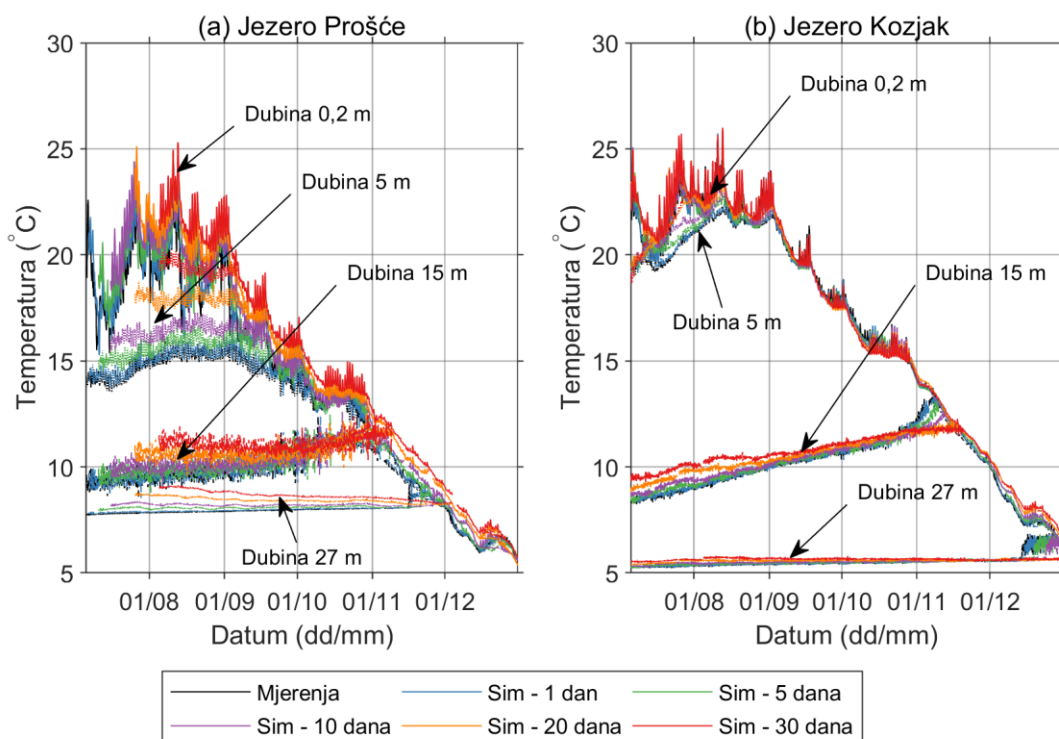 (a) Jezero Prošće
30
25
20
15
10
5
Temperatura (°C)
Dubina 0,2 m
Dubina 5 m
Dubina 15 m
Dubina 27 m
01/08 01/09 01/10 01/11 01/12
Datum (dd/mm)
(b) Jezero Kozjak
30
25
20
15
10
5
Temperatura (°C)
Dubina 0,2 m
Dubina 15 m
Dubina 5 m
Dubina 27 m
01/08 01/09 01/10 01/11 01/12
Datum (dd/mm)
Mjerenja Sim - 1 dan Sim - 5 dana
Sim - 10 dana Sim - 20 dana Sim - 30 dana